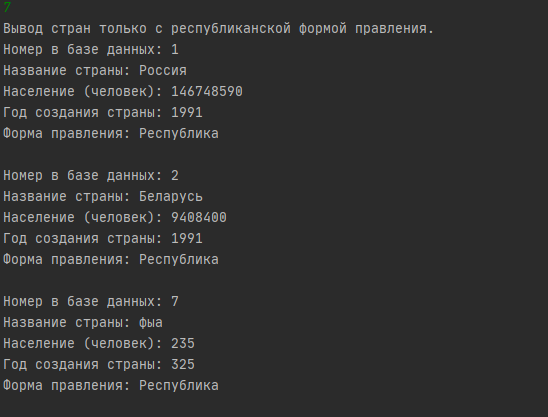 7
Вывод стран только с республиканской формой правления.
Номер в базе данных: 1
Название страны: Россия
Население (человек): 146748590
Год создания страны: 1991
Форма правления: Республика
Номер в базе данных: 2
Название страны: Беларусь
Население (человек): 9408400
Год создания страны: 1991
Форма правления: Республика
Номер в базе данных: 7
Название страны: фыа
Население (человек): 235
Год создания страны: 325
Форма правления: Республика